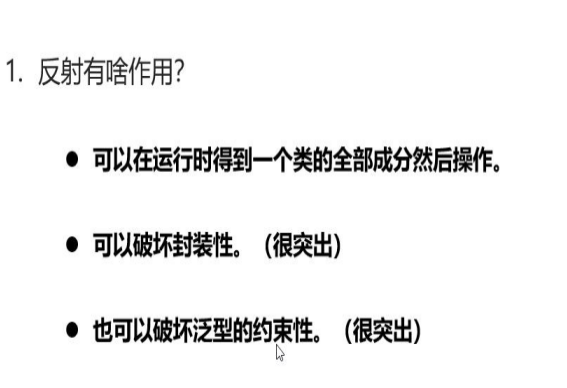 1. 反射有啥作用？
● 可以在运行时得到一个类的全部成分然后操作。
● 可以破坏封装性。（很突出）
● 也可以破坏泛型的约束性。（很突出）